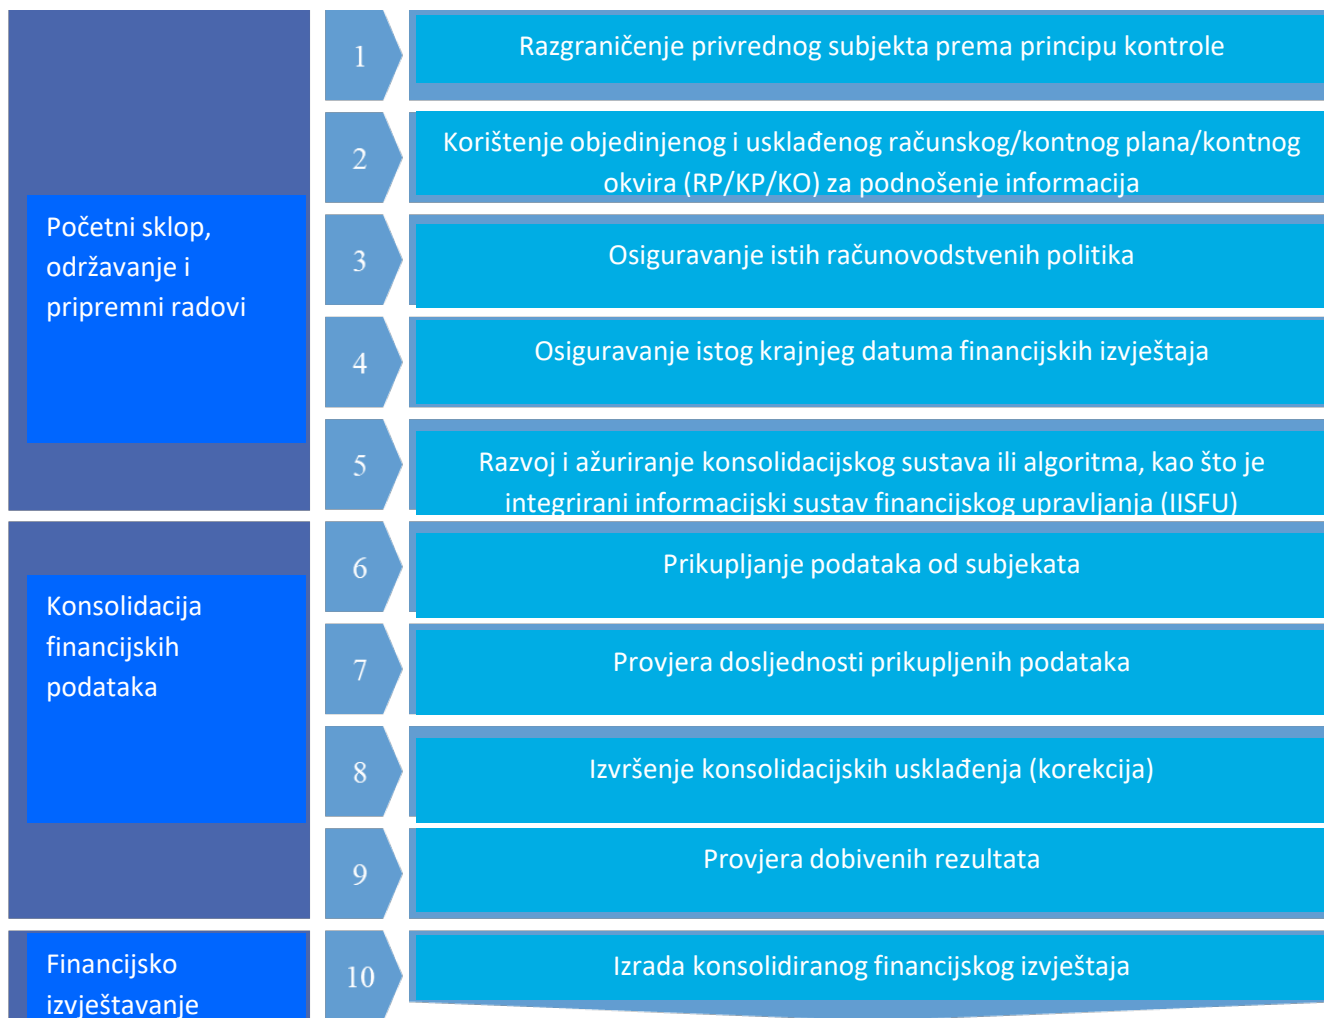 Početni sklop,
održavanje i
pripremni radovi
1
Razgraničenje privrednog subjekta prema principu kontrole
2
Korištenje objedinjenog i usklađenog računskog/kontnog plana/kontnog
okvira (RP/KP/KO) za podnošenje informacija
3
Osiguravanje istih računovodstvenih politika
4
Osiguravanje istog krajnjeg datuma financijskih izvještaja
5
Razvoj i ažuriranje konsolidacijskog sustava ili algoritma, kao što je
integrirani informacijski sustav financijskog upravljanja (IISFU)
Konsolidacija
financijskih
podataka
6
Prikupljanje podataka od subjekata
7
Provjera dosljednosti prikupljenih podataka
8
Izvršenje konsolidacijskih usklađenja (korekcija)
9
Provjera dobivenih rezultata
Financijsko
izvještavanje
10
Izrada konsolidiranog financijskog izvještaja